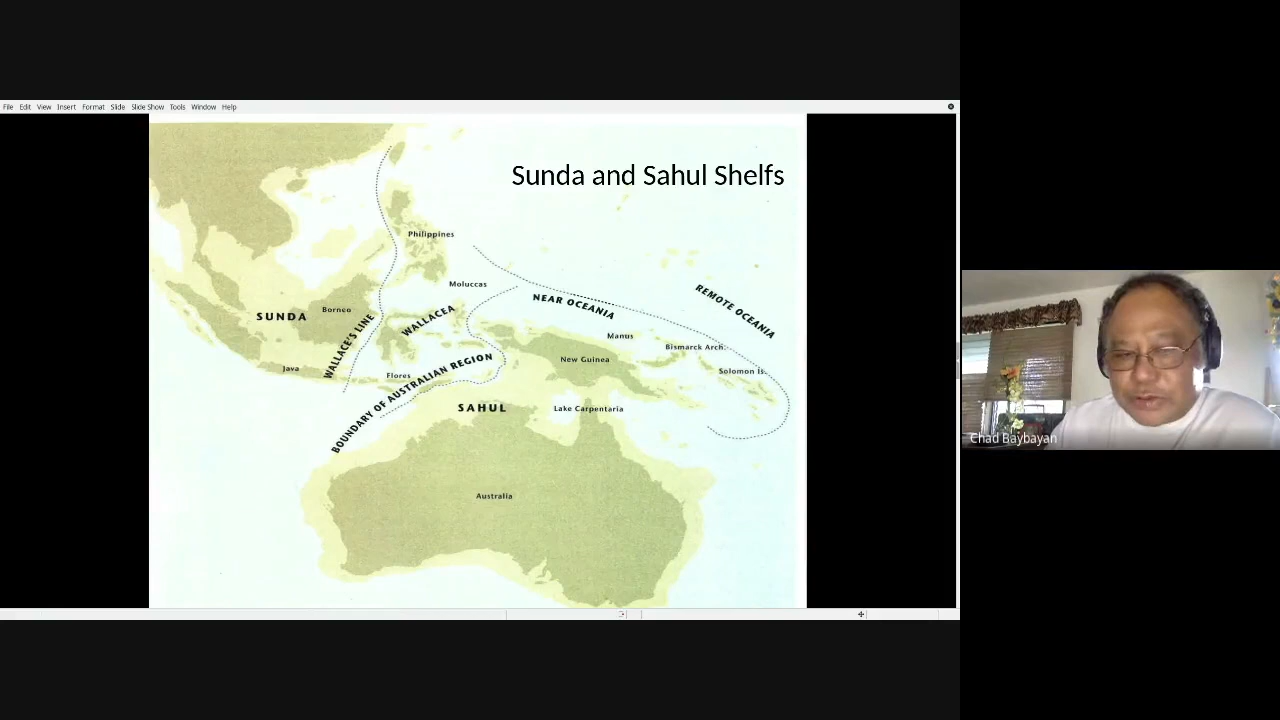 File Edit View Insert Format Slide Slide Show Tools Window Help
Sunda and Sahul Shelfs
Philippines
Moluccas
NEAR OCEANIA
REMOTE OCEANIA
SUNDA
Borneo
WALLACE'S LINE
WALLACEA
Manus
Bismarck Arch.
New Guinea
Solomon Is.
Java
Flores
BOUNDARY OF AUSTRALIAN REGION
SAHUL
Lake Carpentaria
Australia
Chad Baybayan